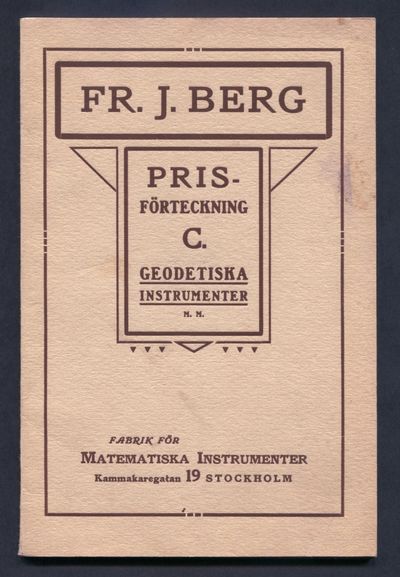 FR. J. BERG
PRIS-
FÖRTECKNING
C.
GEODETISKA
INSTRUMENTER
M. M.
FABRIK FÖR
MATEMATISKA INSTRUMENTER
Kammakaregatan 19 STOCKHOLM